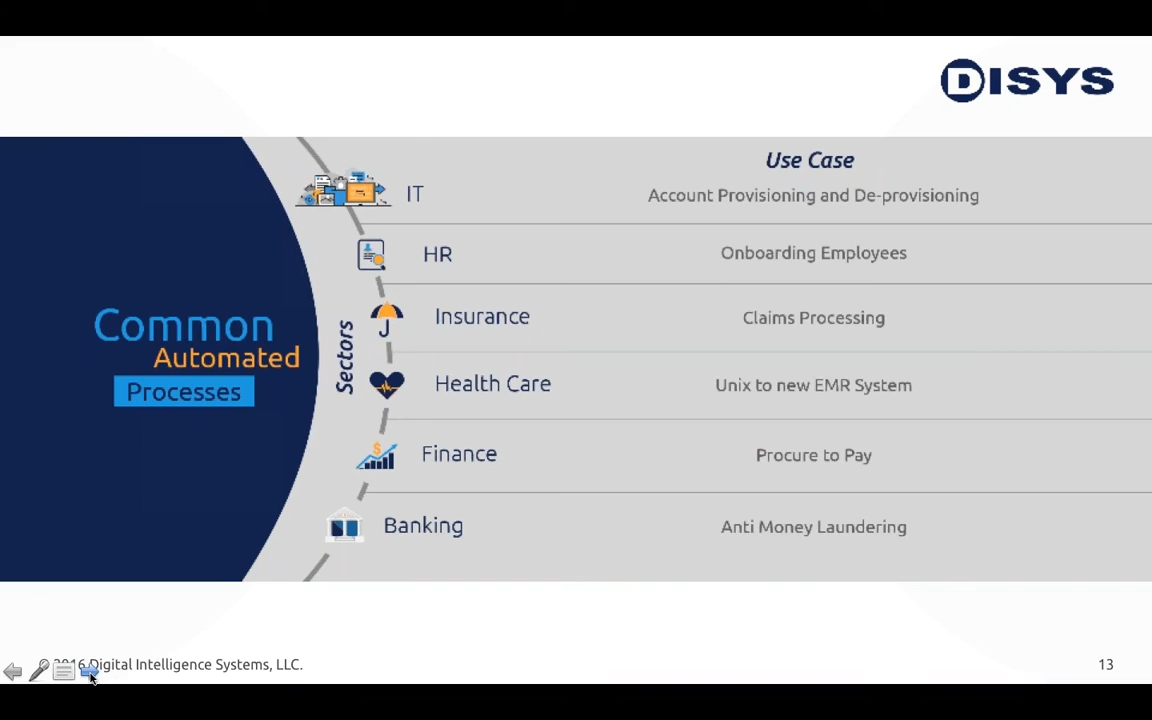 DISYS
Use Case
IT
Account Provisioning and De-provisioning
HR
Onboarding Employees
Insurance
Claims Processing
Common
Automated
Processes
Sectors
Health Care
Unix to new EMR System
Finance
Procure to Pay
Banking
Anti Money Laundering
© 2016 Digital Intelligence Systems, LLC.
13